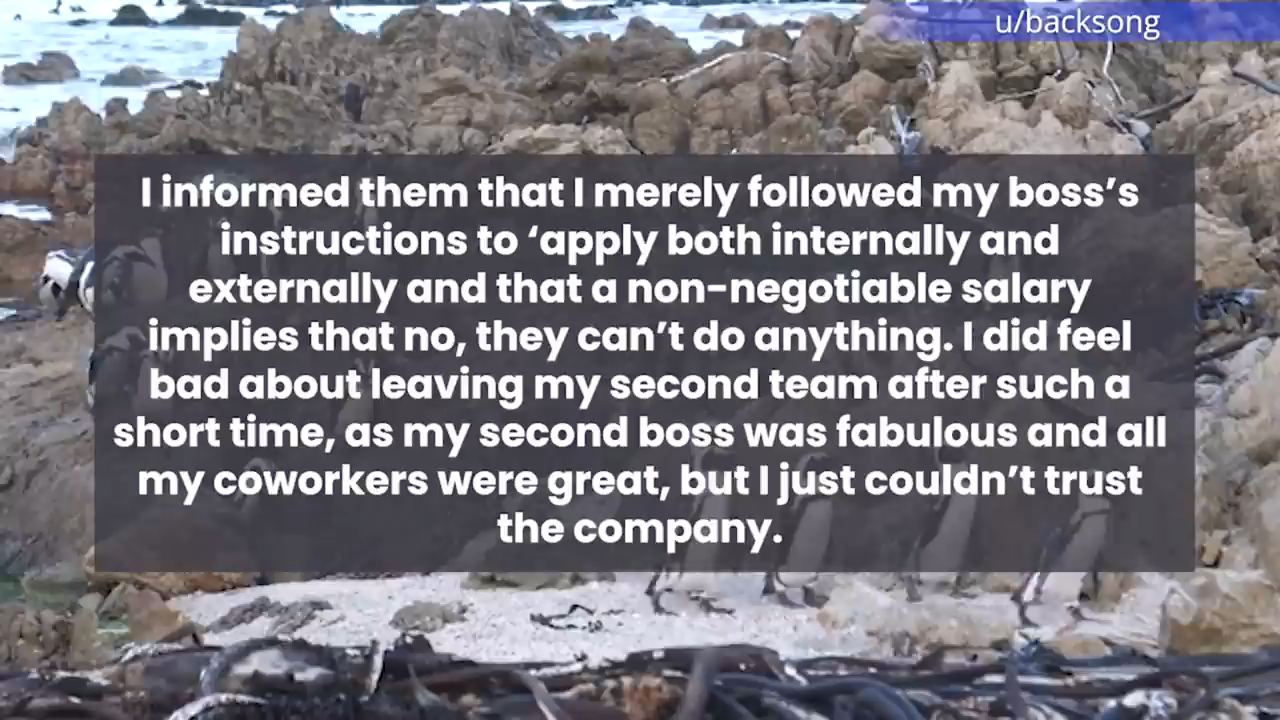 u/backsong
I informed them that I merely followed my boss’s
instructions to ‘apply both internally and
externally and that a non-negotiable salary
implies that no, they can’t do anything. I did feel
bad about leaving my second team after such a
short time, as my second boss was fabulous and all
my coworkers were great, but I just couldn’t trust
the company.